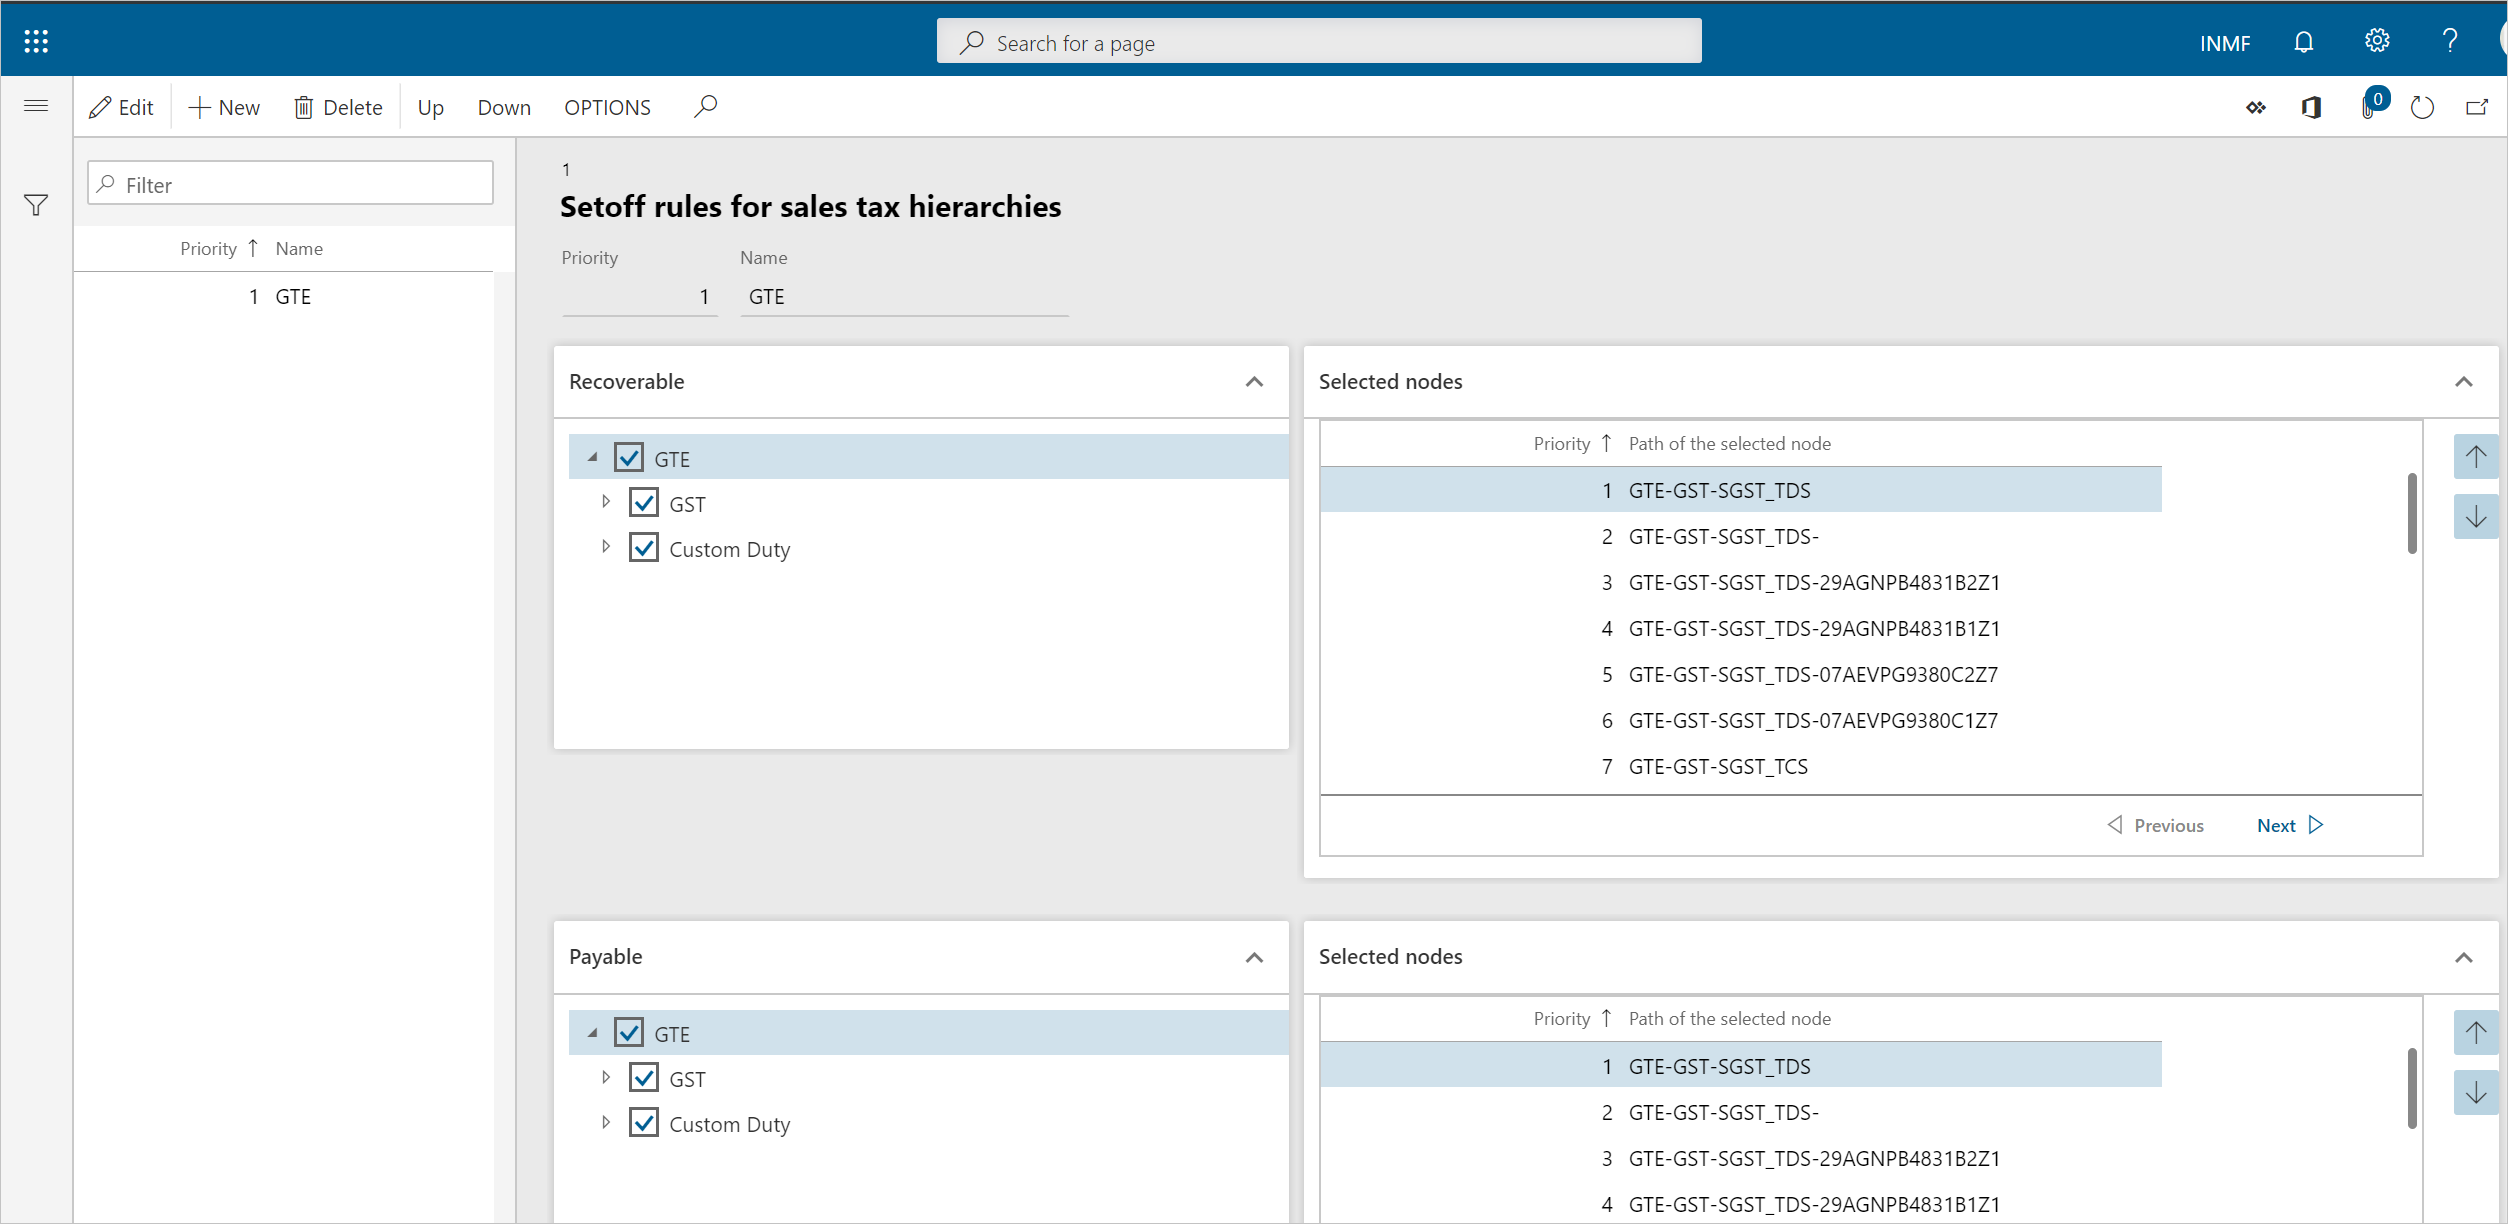 Search for a page
INMF
?
Edit
New
Delete
Up
Down
OPTIONS
0
Filter
Priority ↑ Name
1 GTE
1
Setoff rules for sales tax hierarchies
Priority
Name
1
GTE
Recoverable
GTE
GST
Custom Duty
Selected nodes
Priority ↑ Path of the selected node
1 GTE-GST-SGST_TDS
2 GTE-GST-SGST_TDS-
3 GTE-GST-SGST_TDS-29AGNPB4831B2Z1
4 GTE-GST-SGST_TDS-29AGNPB4831B1Z1
5 GTE-GST-SGST_TDS-07AEVPG9380C2Z7
6 GTE-GST-SGST_TDS-07AEVPG9380C1Z7
7 GTE-GST-SGST_TCS
Previous
Next
Payable
GTE
GST
Custom Duty
Selected nodes
Priority ↑ Path of the selected node
1 GTE-GST-SGST_TDS
2 GTE-GST-SGST_TDS-
3 GTE-GST-SGST_TDS-29AGNPB4831B2Z1
4 GTE-GST-SGST_TDS-29AGNPB4831B1Z1